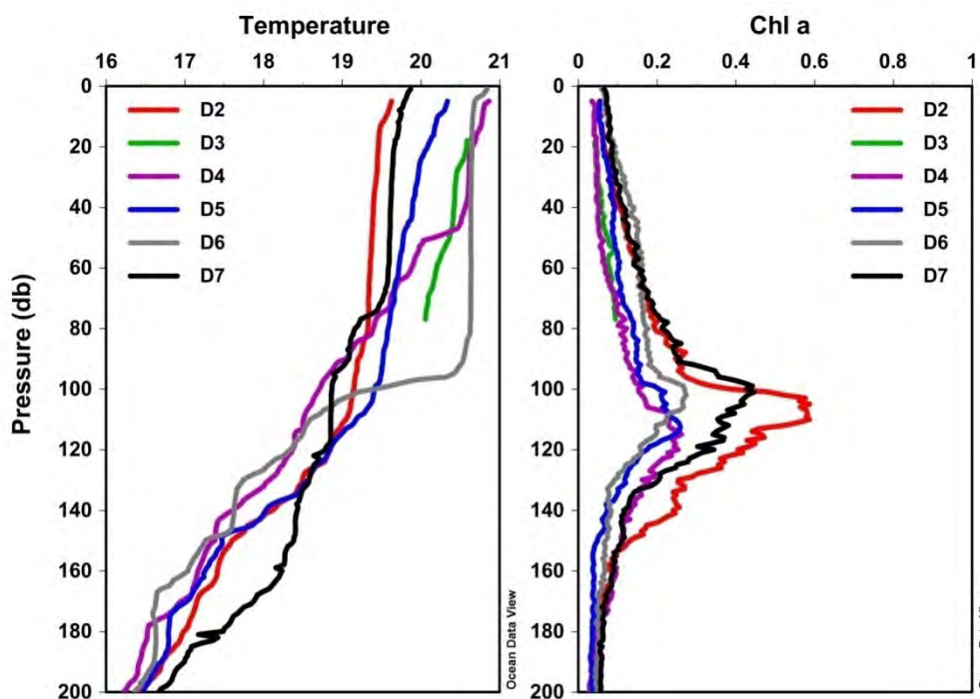 Temperature
Chl a
16 17 18 19 20 21
0 0.2 0.4 0.6 0.8 1
Pressure (db)
0
20
40
60
80
100
120
140
160
180
200
D2
D3
D4
D5
D6
D7
Ocean Data View
0
20
40
60
80
100
120
140
160
180
200
D2
D3
D4
D5
D6
D7